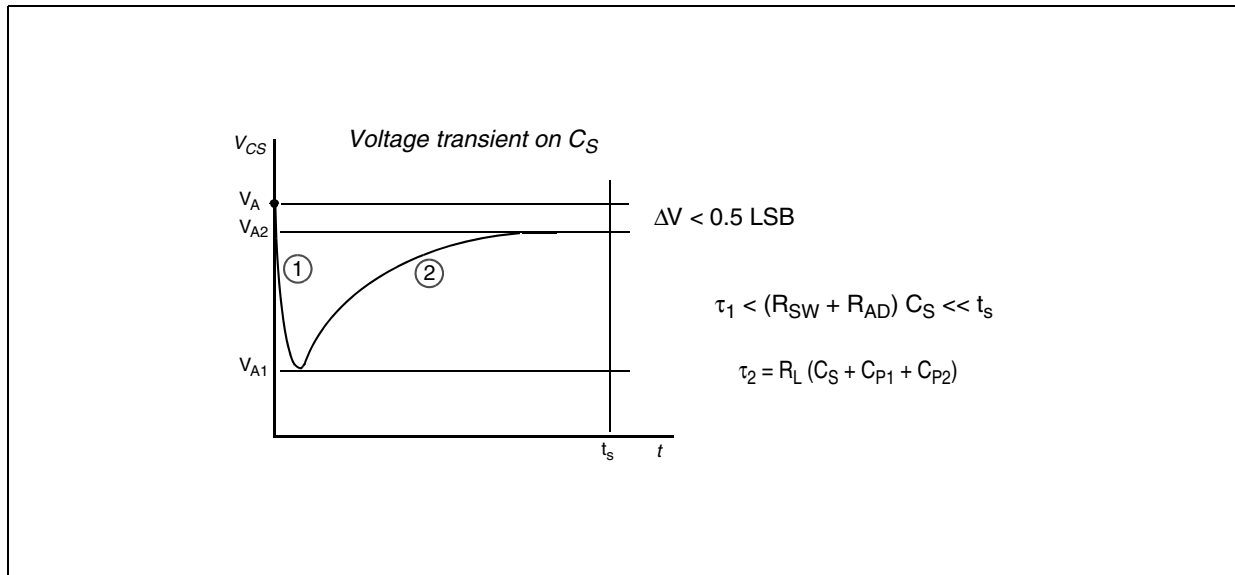 Voltage transient on CS
VCS
VA
VA2
ΔV < 0.5 LSB
1
2
τ1 < (RSW + RAD) CS << ts
VA1
τ2 = RL (CS + CP1 + CP2)
ts
t